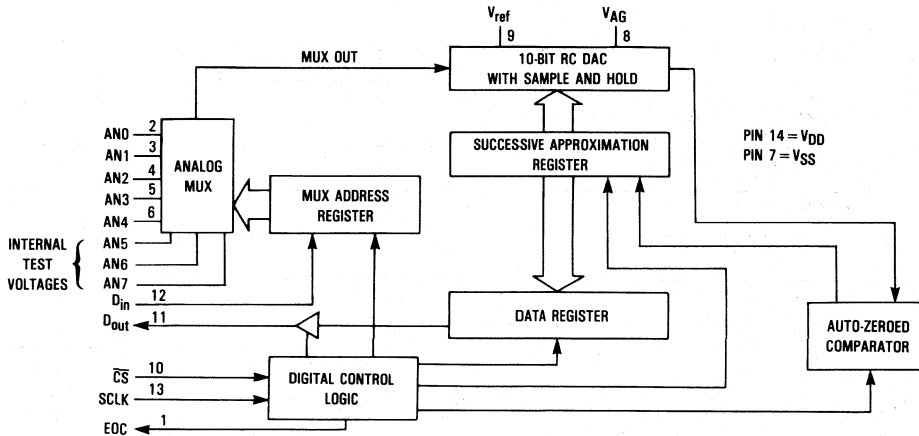 Vref
VAG
9
8
MUX OUT
10-BIT RC DAC
WITH SAMPLE AND HOLD
PIN 14 = VDD
PIN 7 = VSS
AN0 2
AN1 3
AN2 4
AN3 5
AN4 6
AN5
AN6
AN7
ANALOG
MUX
SUCCESSIVE APPROXIMATION
REGISTER
MUX ADDRESS
REGISTER
INTERNAL
TEST
VOLTAGES
Din 12
Dout 11
DATA REGISTER
AUTO-ZEROED
COMPARATOR
C̅S̅ 10
SCLK 13
EOC 1
DIGITAL CONTROL
LOGIC